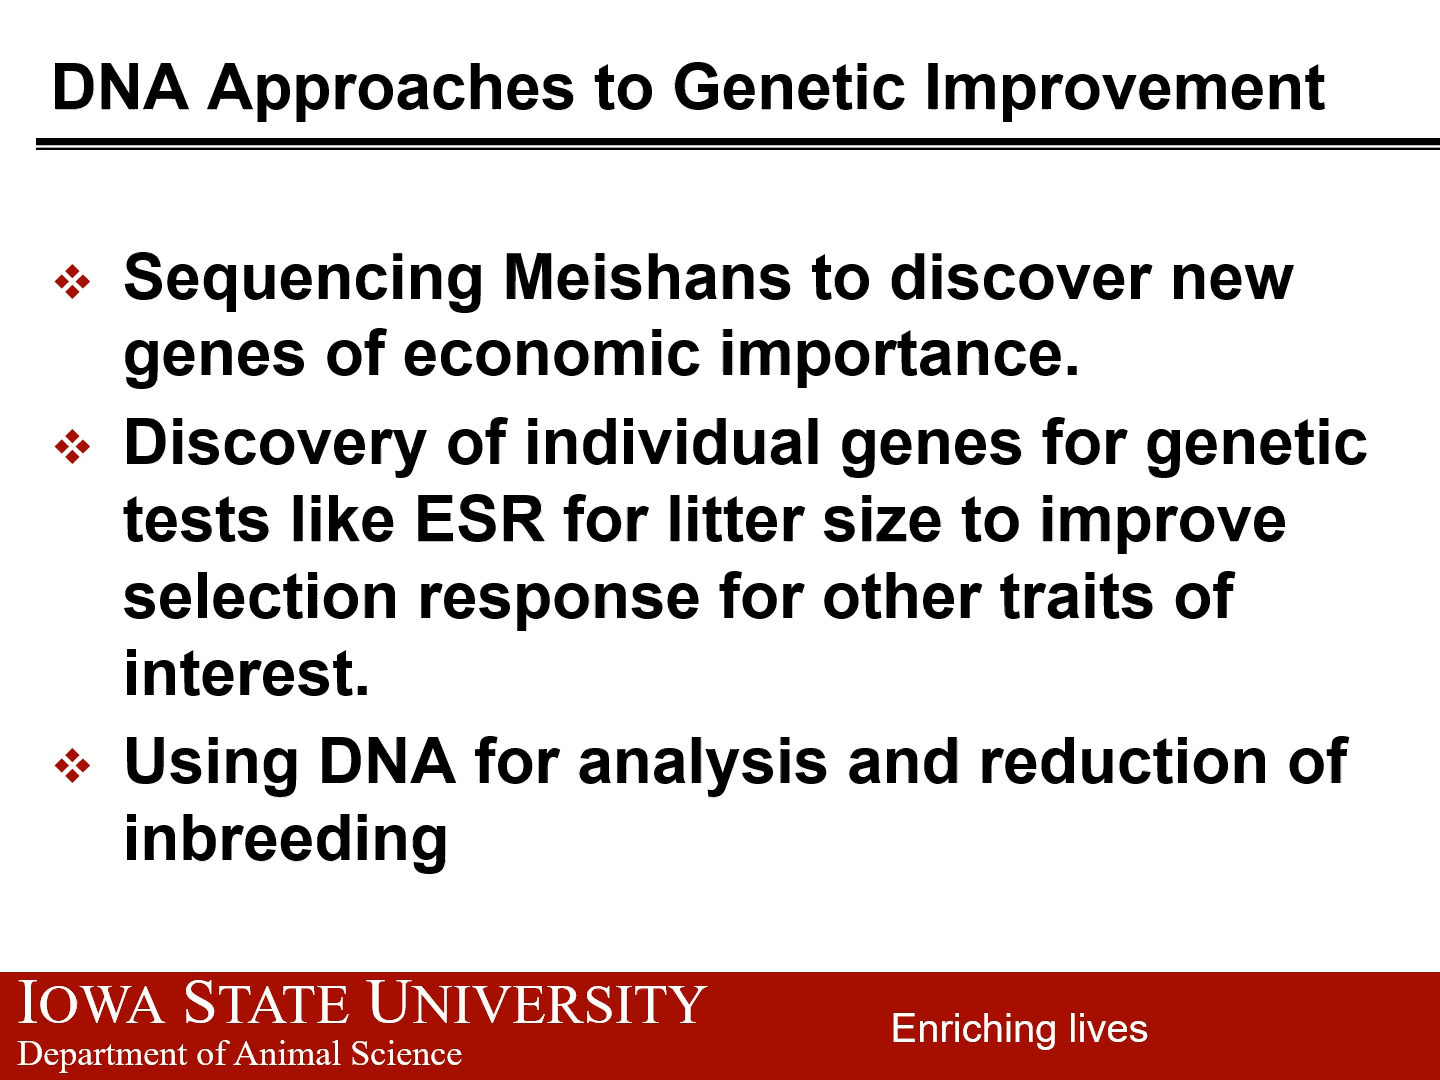 DNA Approaches to Genetic Improvement
Sequencing Meishans to discover new
genes of economic importance.
Discovery of individual genes for genetic
tests like ESR for litter size to improve
selection response for other traits of
interest.
Using DNA for analysis and reduction of
inbreeding
IOWA STATE UNIVERSITY
Department of Animal Science
Enriching lives